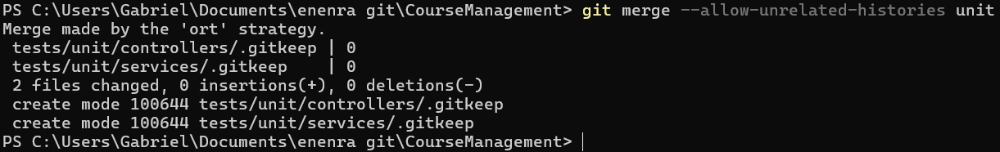 PS C:\Users\Gabriel\Documents\enenra git\CourseManagement> git merge --allow-unrelated-histories unit
Merge made by the 'ort' strategy.
 tests/unit/controllers/.gitkeep | 0
 tests/unit/services/.gitkeep    | 0
 2 files changed, 0 insertions(+), 0 deletions(-)
 create mode 100644 tests/unit/controllers/.gitkeep
 create mode 100644 tests/unit/services/.gitkeep
PS C:\Users\Gabriel\Documents\enenra git\CourseManagement>